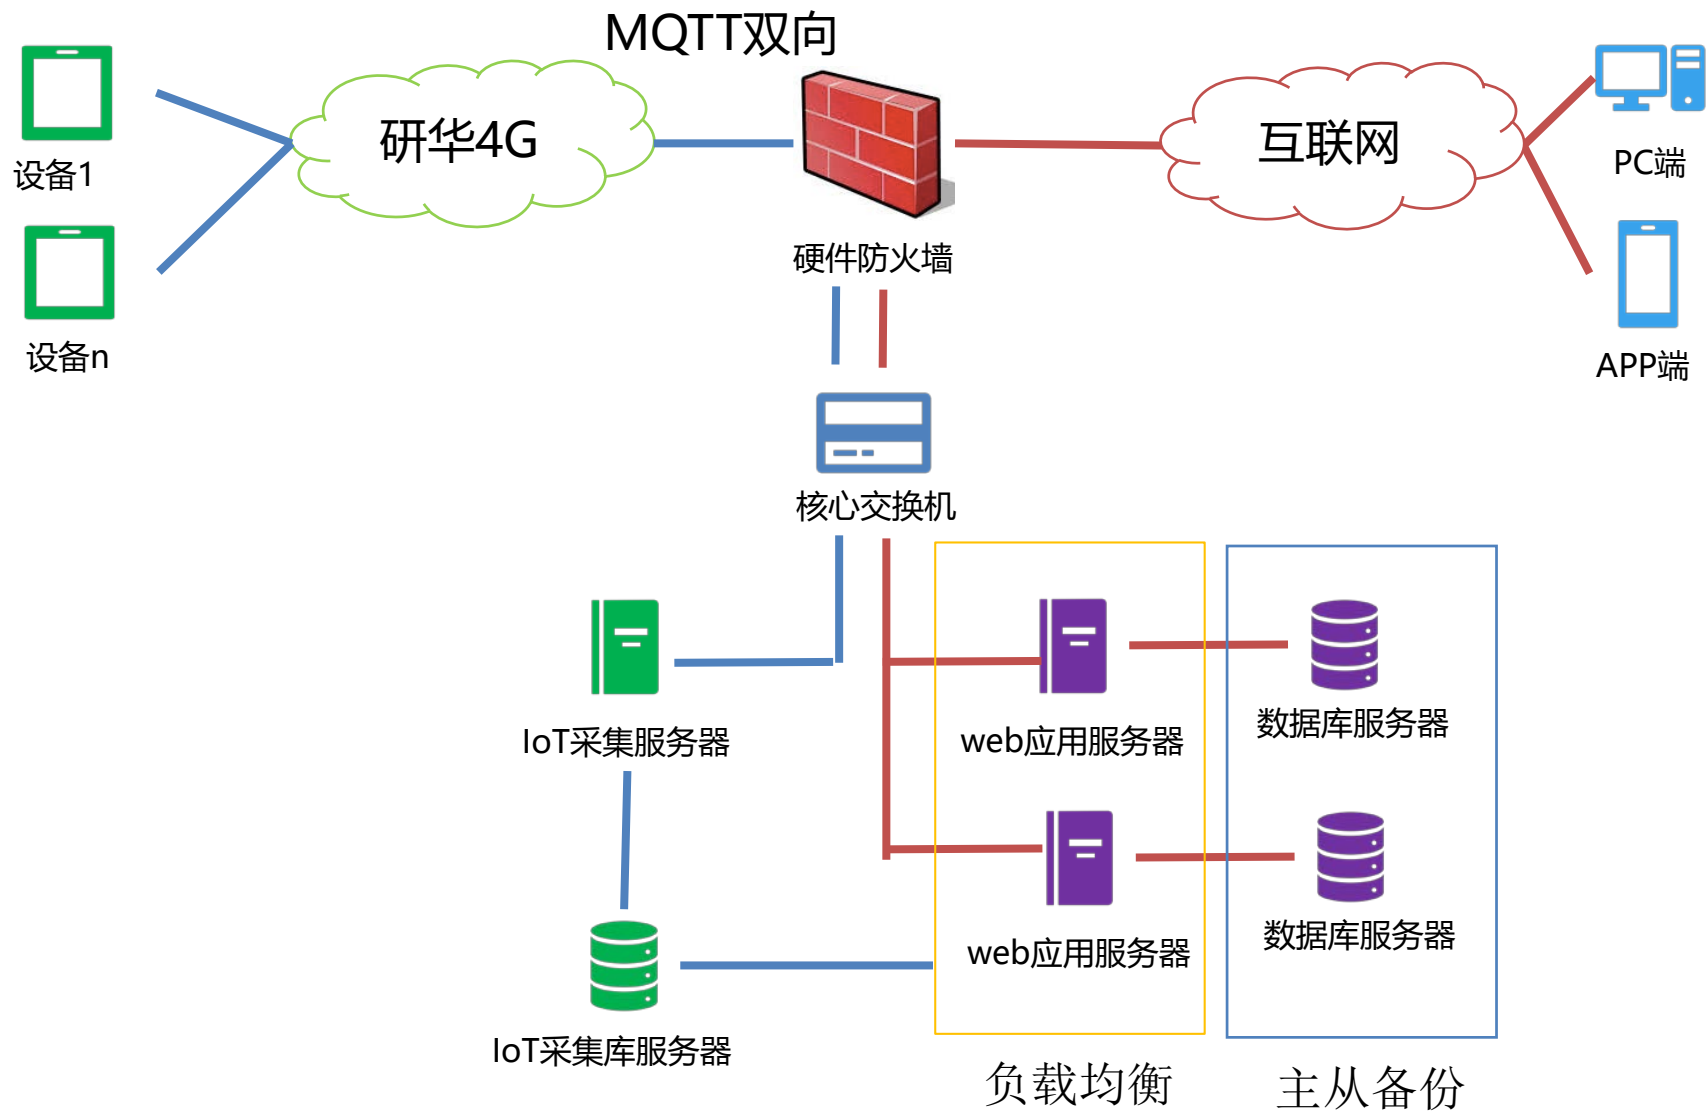 MQTT双向
研华4G
互联网
设备1
PC端
硬件防火墙
设备n
APP端
核心交换机
IoT采集服务器
web应用服务器
数据库服务器
web应用服务器
数据库服务器
IoT采集库服务器
负载均衡
主从备份